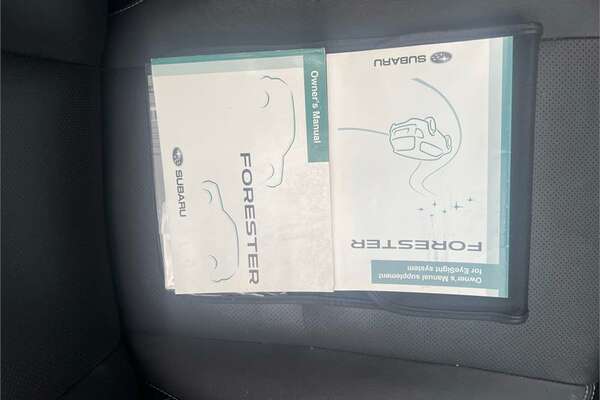 Owner's Manual
FORESTER
SUBARU
SUBARU
FORESTER
Owner's Manual supplement
for EyeSight system